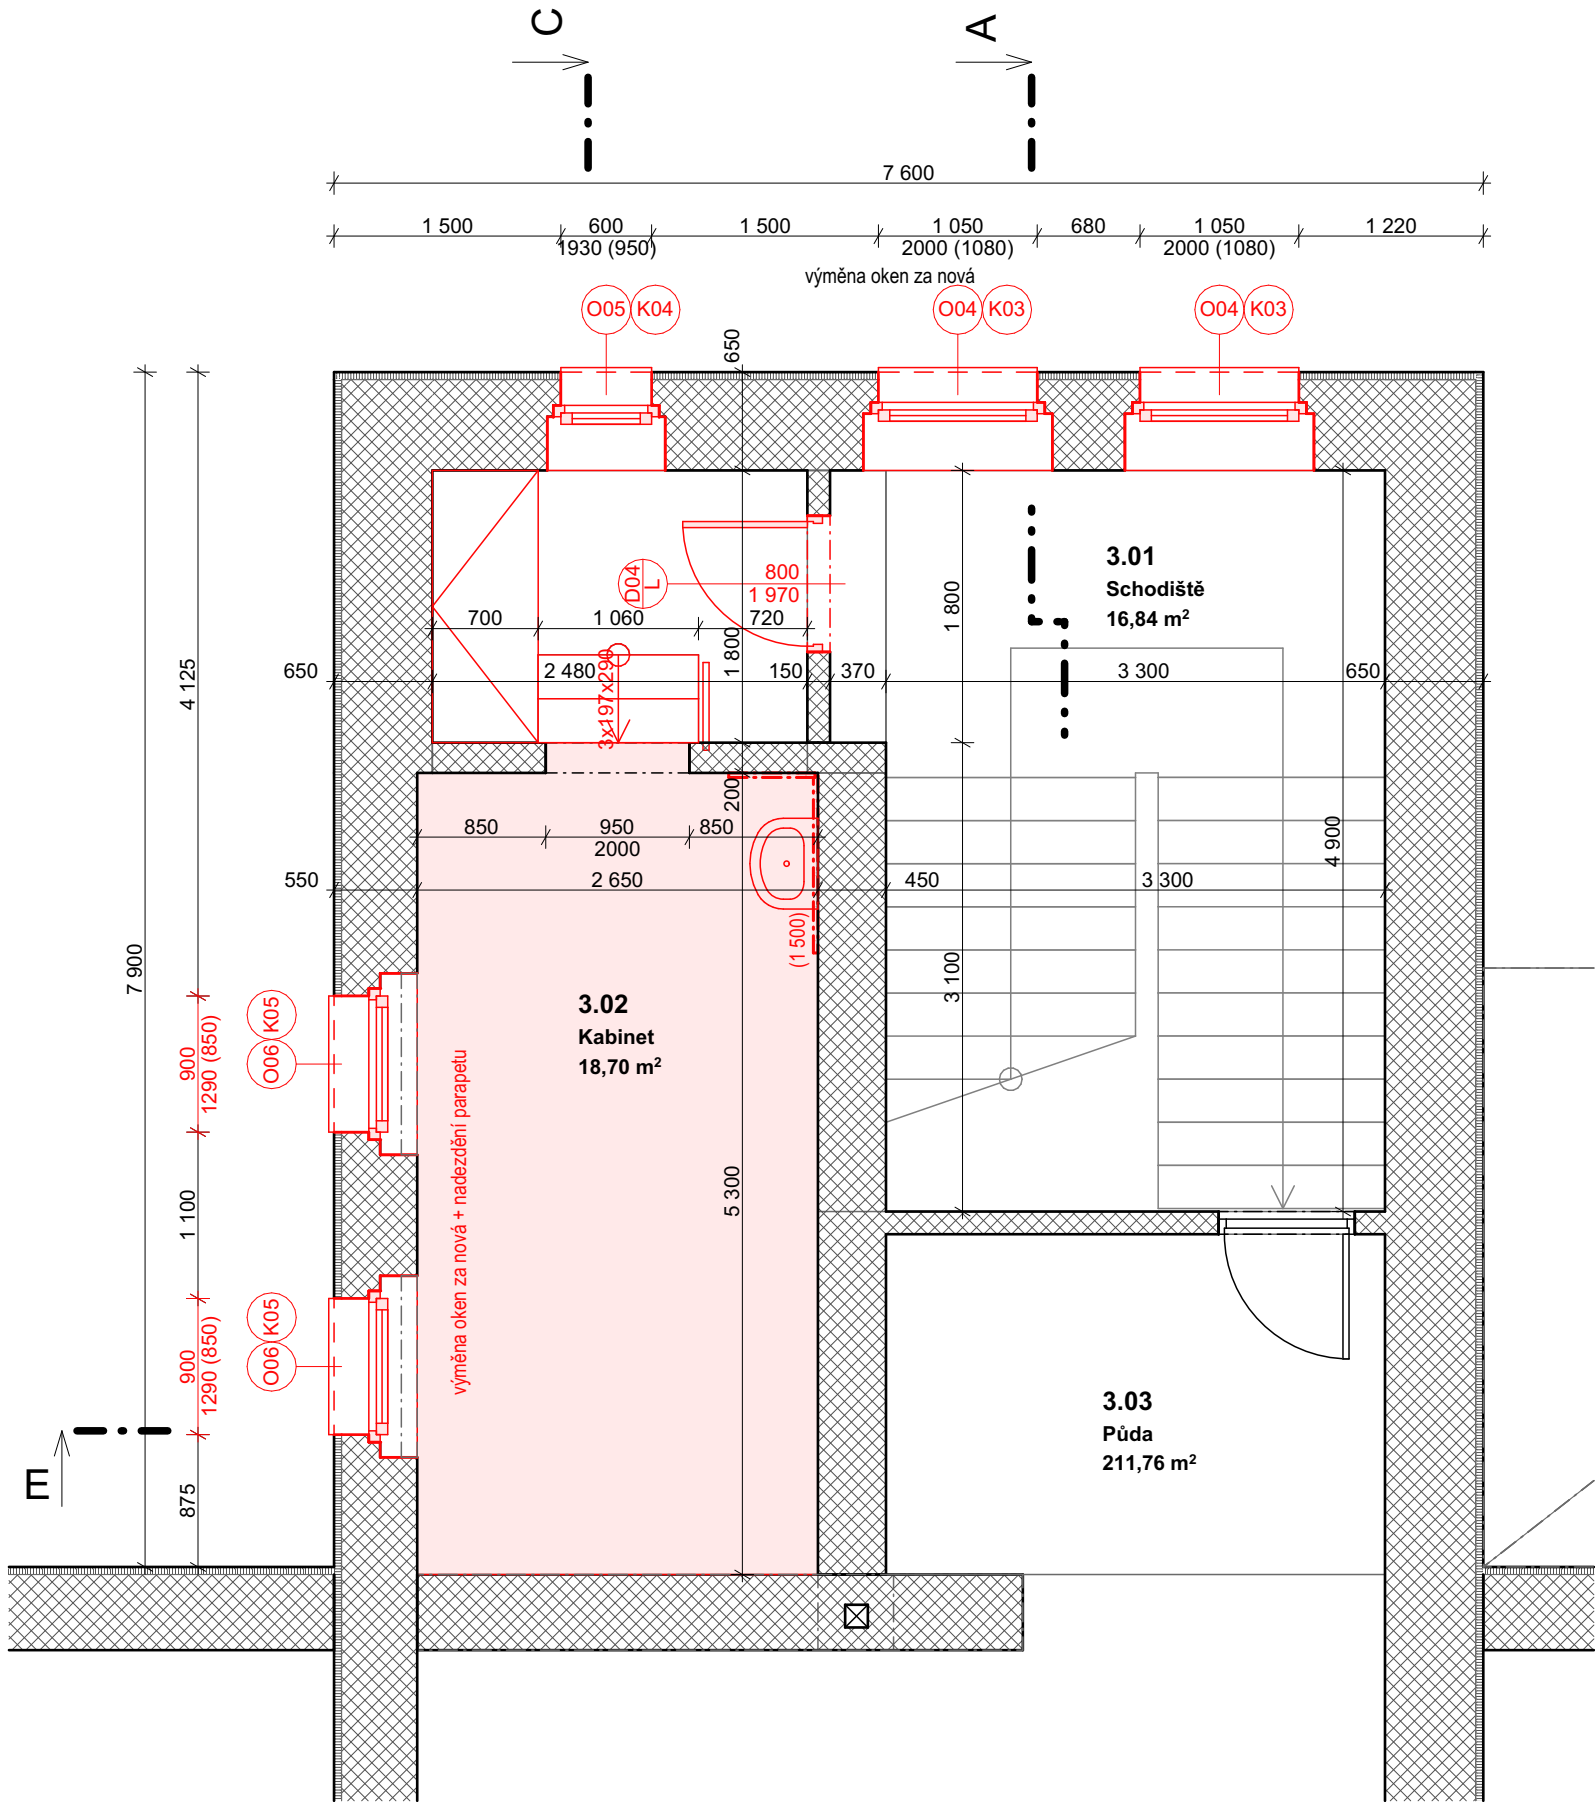 C
A
7 600
1 500
600
1930 (950)
1 500
1 050
2000 (1080)
680
1 050
2000 (1080)
1 220
výměna oken za nová
O05
K04
O04
K03
O04
K03
650
D04
L
800
1 970
3.01
Schodiště
16,84 m²
700
1 060
720
1 800
1 800
650
2 480
150
370
3 300
650
3x197x290
4 125
200
850
950
2000
850
4 900
550
2 650
450
3 300
(1 500)
7 900
3 100
3.02
Kabinet
18,70 m²
K05
O06
900
1290 (850)
výměna oken za nová + nadezdění parapetu
1 100
5 300
K05
O06
900
1290 (850)
3.03
Půda
211,76 m²
E
875